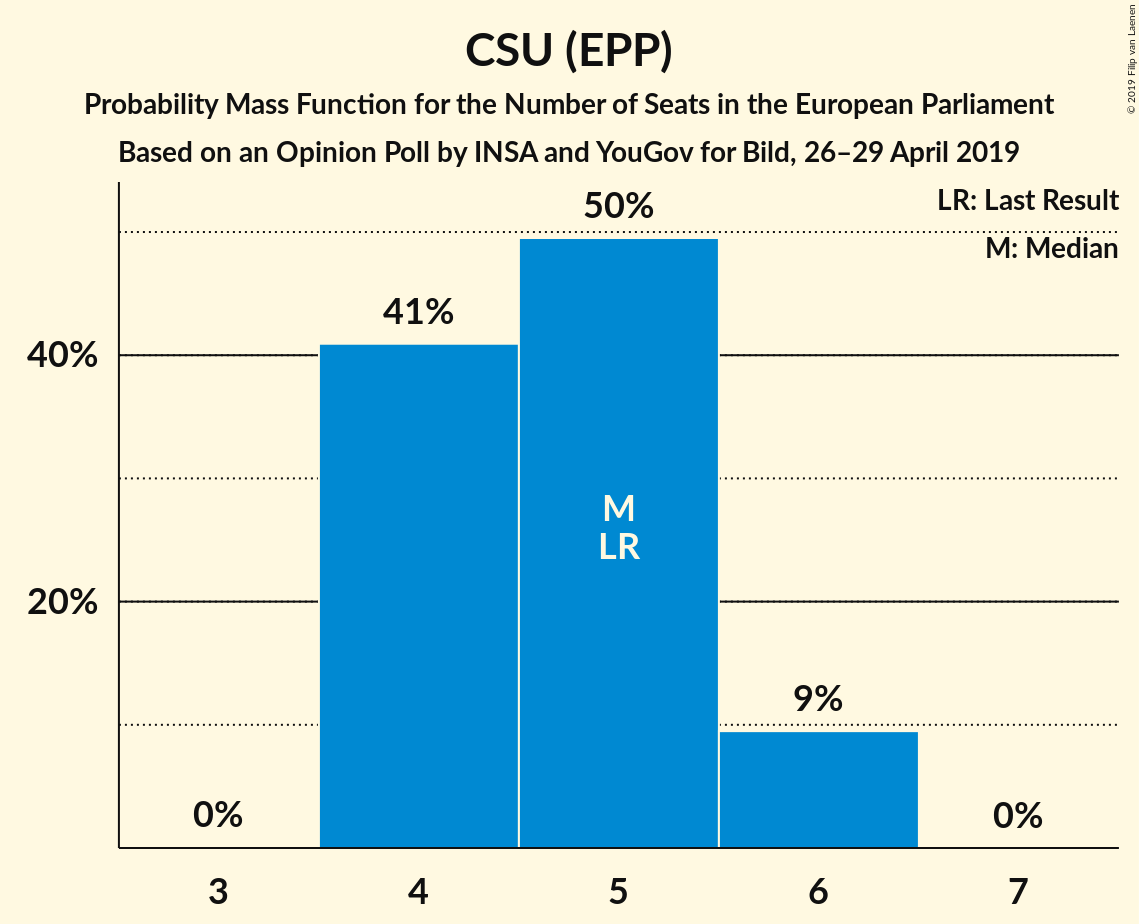 CSU (EPP)
Probability Mass Function for the Number of Seats in the European Parliament
Based on an Opinion Poll by INSA and YouGov for Bild, 26–29 April 2019
© 2019 Filip van Laenen
LR: Last Result
M: Median
50%
41%
40%
M
LR
20%
9%
0%
0%
3 4 5 6 7